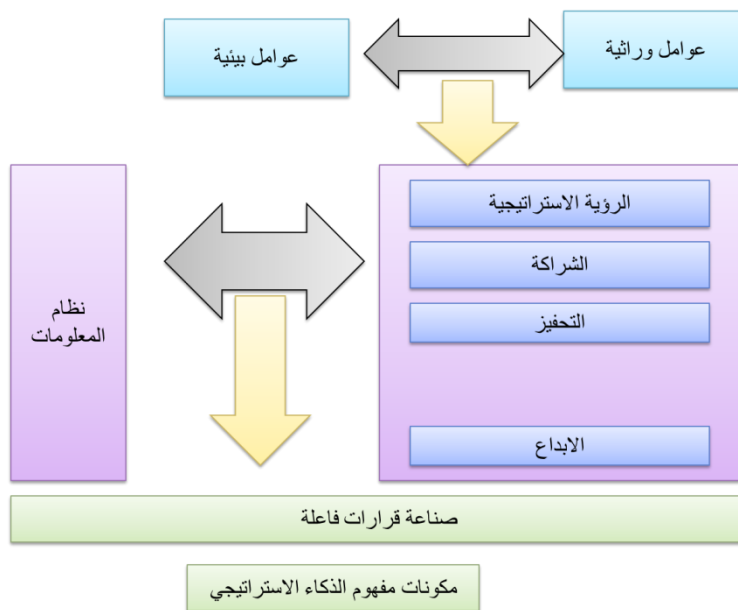 عوامل وراثية
عوامل بيئية
الرؤية الاستراتيجية
الشراكة
التحفيز
الابداع
نظام
المعلومات
صناعة قرارات فاعلة
مكونات مفهوم الذكاء الاستراتيجي